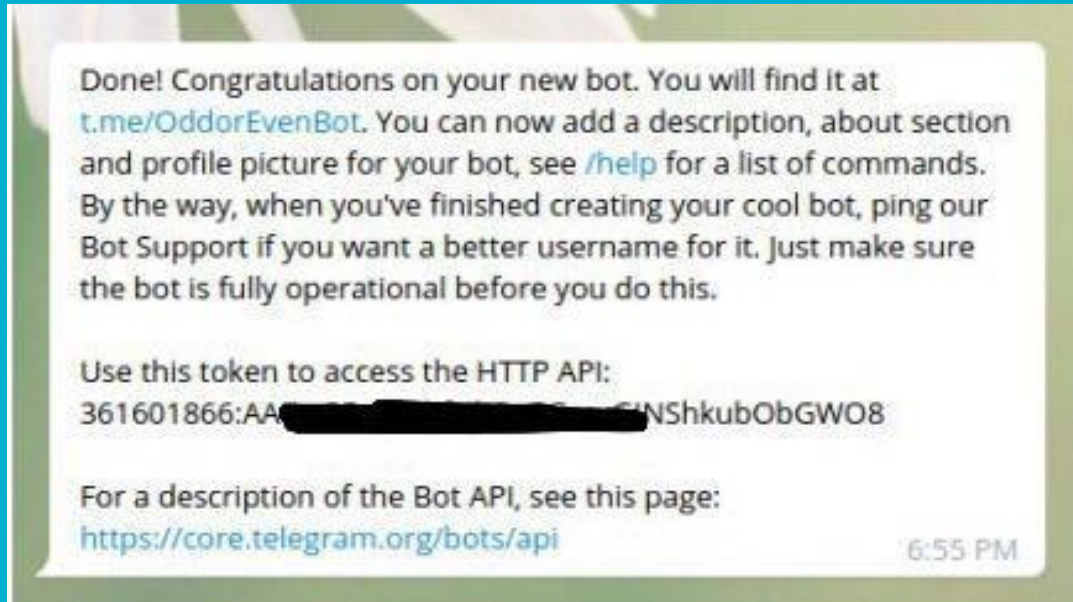 Done! Congratulations on your new bot. You will find it at
t.me/OddorEvenBot. You can now add a description, about section
and profile picture for your bot, see /help for a list of commands.
By the way, when you've finished creating your cool bot, ping our
Bot Support if you want a better username for it. Just make sure
the bot is fully operational before you do this.
Use this token to access the HTTP API:
361601866:AA NShkubObGWO8
For a description of the Bot API, see this page:
https://core.telegram.org/bots/api
6:55 PM